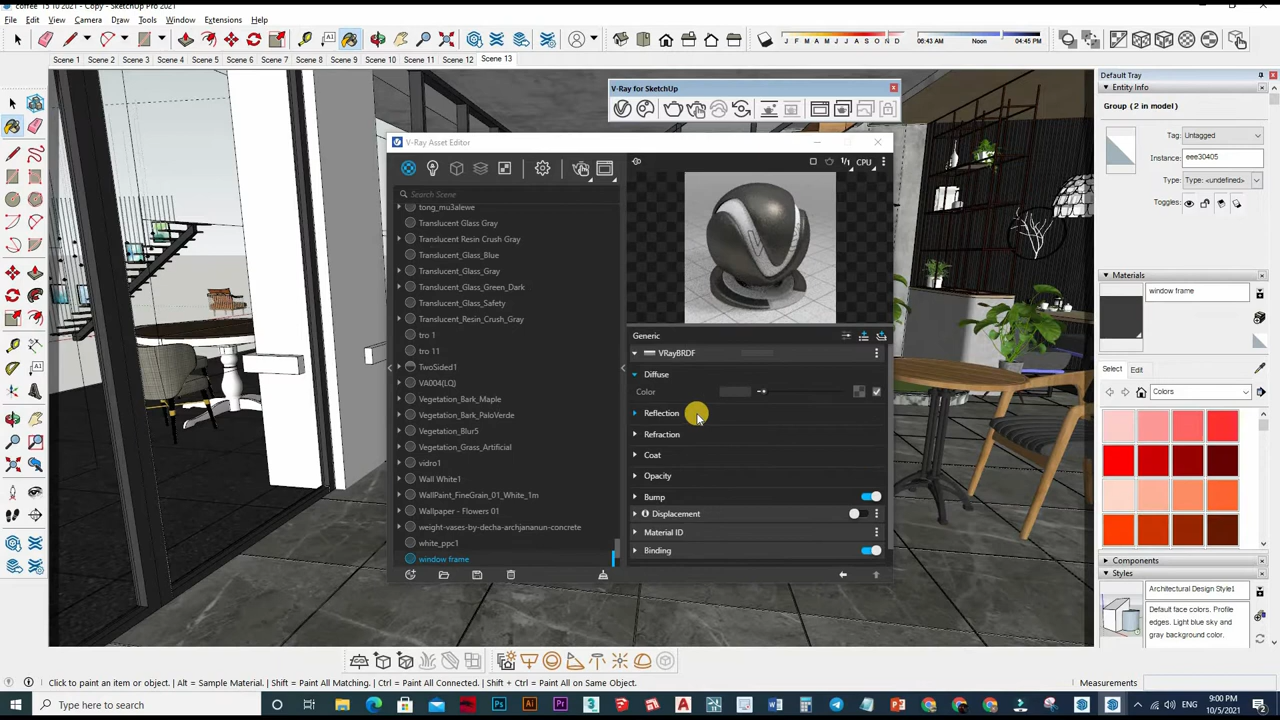 coffee 15 10 2021 - Copy - SketchUp Pro 2021
File Edit View Camera Draw Tools Window Extensions Help
J F M A M J J A S O N D
06:43 AM Noon 04:45 PM
Scene 1 Scene 2 Scene 3 Scene 4 Scene 5 Scene 6 Scene 7 Scene 8 Scene 9 Scene 10 Scene 11 Scene 12 Scene 13
V-Ray for SketchUp
V-Ray Asset Editor
1/1 CPU
Search Scene
tong_mu3alewe
Translucent Glass Gray
Translucent Resin Crush Gray
Translucent_Glass_Blue
Translucent_Glass_Gray
Translucent_Glass_Green_Dark
Translucent_Glass_Safety
Translucent_Resin_Crush_Gray
tro 1
tro 11
TwoSided1
VA004(LQ)
Vegetation_Bark_Maple
Vegetation_Bark_PaloVerde
Vegetation_Blur5
Vegetation_Grass_Artificial
vidro1
Wall White1
WallPaint_FineGrain_01_White_1m
Wallpaper - Flowers 01
weight-vases-by-decha-archjananun-concrete
white_ppc1
window frame
Generic
VRayBRDF
Diffuse
Color
Reflection
Refraction
Coat
Opacity
Bump
Displacement
Material ID
Binding
Default Tray
Entity Info
Group (2 in model)
Tag: Untagged
Instance: eee30405
Type: Type: <undefined>
Toggles:
Materials
window frame
Select Edit
Colors
Components
Styles
Architectural Design Style1
Default face colors. Profile
edges. Light blue sky and
gray background color.
Click to paint an item or object. | Alt = Sample Material. | Shift = Paint All Matching. | Ctrl = Paint All Connected. | Shift + Ctrl = Paint All on Same Object.
Measurements
Type here to search
9:00 PM
10/5/2021